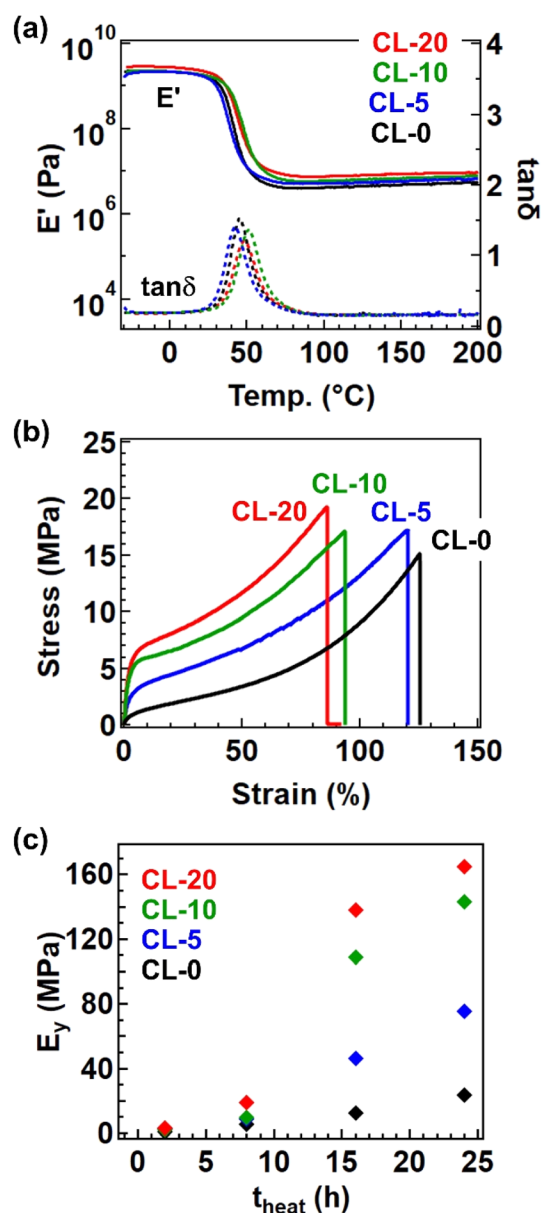 (a)
10^10
10^8
10^6
10^4
E' (Pa)
E'
tanδ
CL-20
CL-10
CL-5
CL-0
4
3
2
1
0
tanδ
0
50
100
150
200
Temp. (°C)
(b)
25
20
15
10
5
0
Stress (MPa)
CL-20
CL-10
CL-5
CL-0
0
50
100
150
Strain (%)
(c)
160
120
80
40
0
E_y (MPa)
CL-20
CL-10
CL-5
CL-0
0
5
10
15
20
25
t_heat (h)